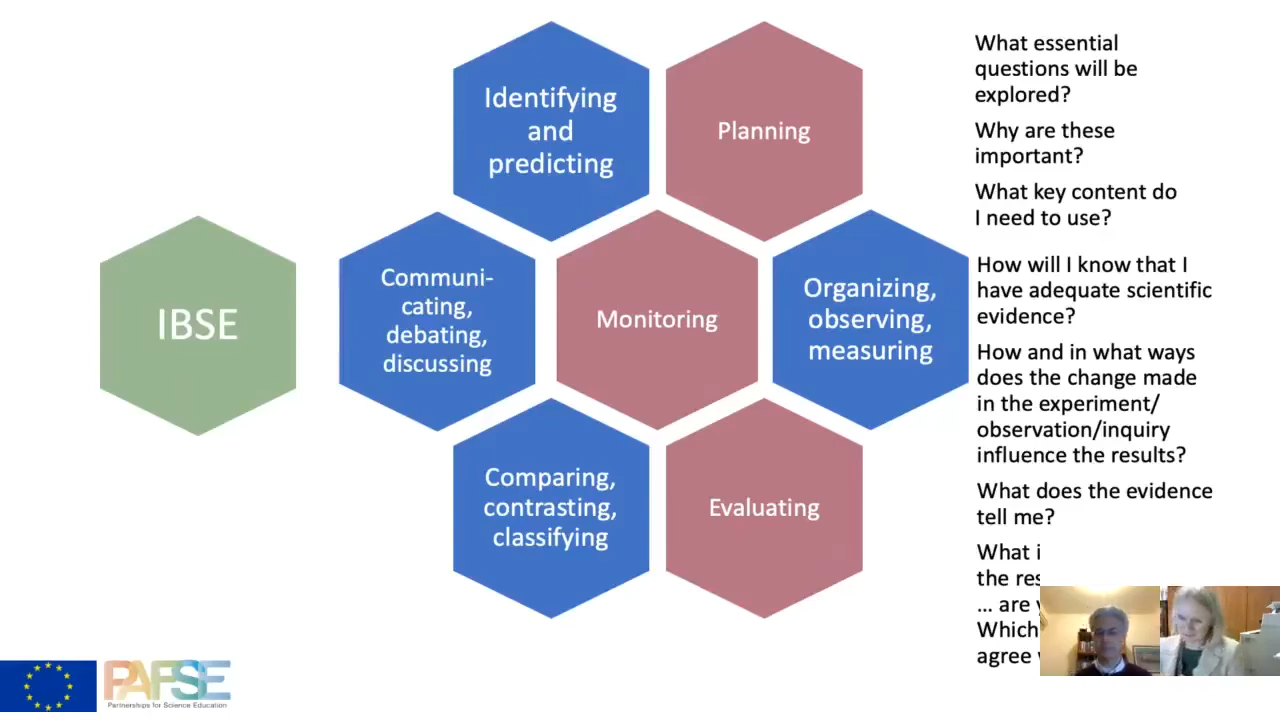 Identifying
and
predicting
Planning
IBSE
Communi-
cating,
debating,
discussing
Monitoring
Organizing,
observing,
measuring
Comparing,
contrasting,
classifying
Evaluating
What essential
questions will be
explored?
Why are these
important?
What key content do
I need to use?
How will I know that I
have adequate scientific
evidence?
How and in what ways
does the change made
in the experiment/
observation/inquiry
influence the results?
What does the evidence
tell me?
What
the
… are
Which
agree
PAFSE
Partnerships for Science Education